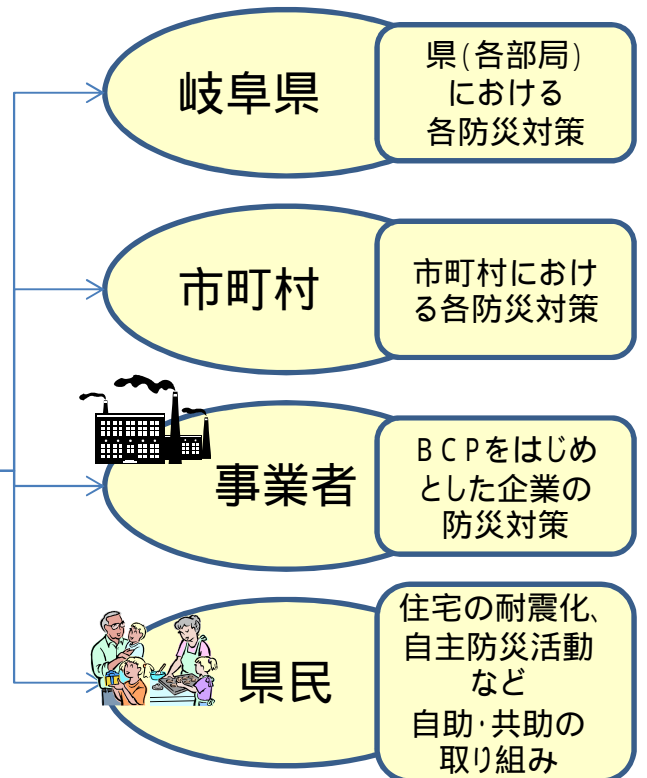 岐阜県
県(各部局)
における
各防災対策
市町村
市町村におけ
る各防災対策
事業者
BCPをはじめ
とした企業の
防災対策
県民
住宅の耐震化、
自主防災活動
など
自助・共助の
取り組み